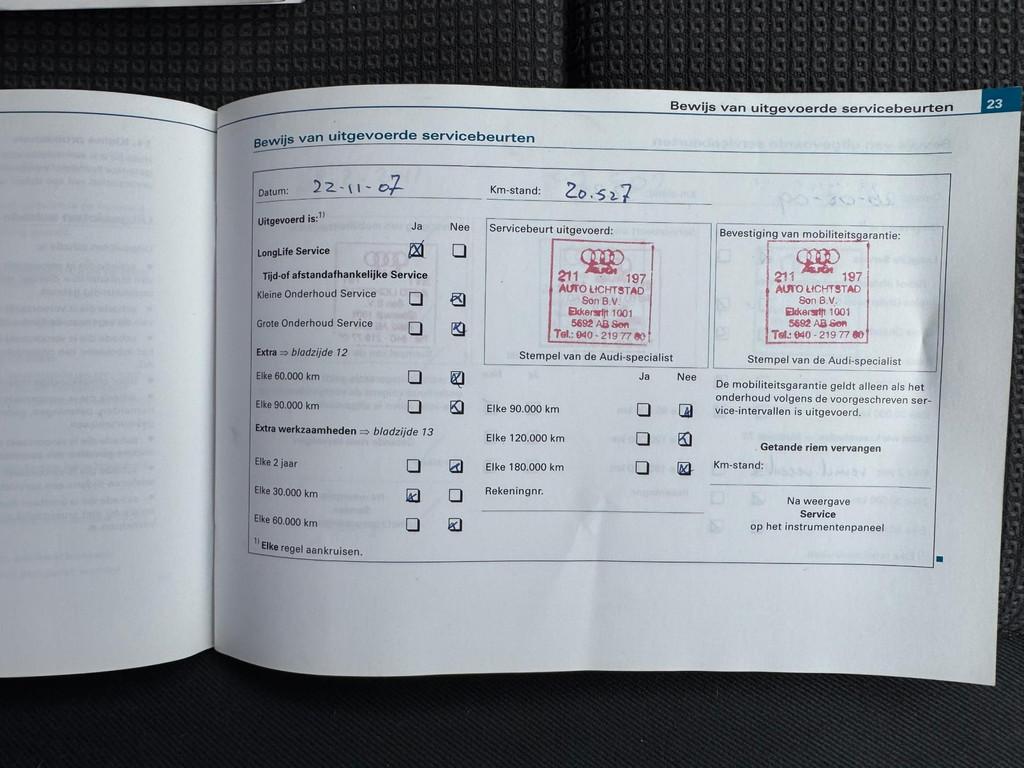 Bewijs van uitgevoerde servicebeurten 23
Bewijs van uitgevoerde servicebeurten
Datum: 22-11-07 Km-stand: 20.527
Uitgevoerd is:1) Ja Nee
LongLife Service
Tijd-of afstandafhankelijke Service
Kleine Onderhoud Service
Grote Onderhoud Service
Extra ⇒ bladzijde 12
Elke 60.000 km
Elke 90.000 km
Extra werkzaamheden ⇒ bladzijde 13
Elke 2 jaar
Elke 30.000 km
Elke 60.000 km
1) Elke regel aankruisen.
Servicebeurt uitgevoerd:
Audi
211 197
AUTO LICHTSTAD
Son B.V.
Ekkersrijt 1001
5692 AB Son
Tel.: 040 - 219 77 60
Stempel van de Audi-specialist
Ja Nee
Elke 90.000 km
Elke 120.000 km
Elke 180.000 km
Rekeningnr.
Bevestiging van mobiliteitsgarantie:
Audi
211 197
AUTO LICHTSTAD
Son B.V.
Ekkersrijt 1001
5692 AB Son
Tel.: 040 - 219 77 60
Stempel van de Audi-specialist
De mobiliteitsgarantie geldt alleen als het
onderhoud volgens de voorgeschreven ser-
vice-intervallen is uitgevoerd.
Getande riem vervangen
Km-stand:
Na weergave
Service
op het instrumentenpaneel